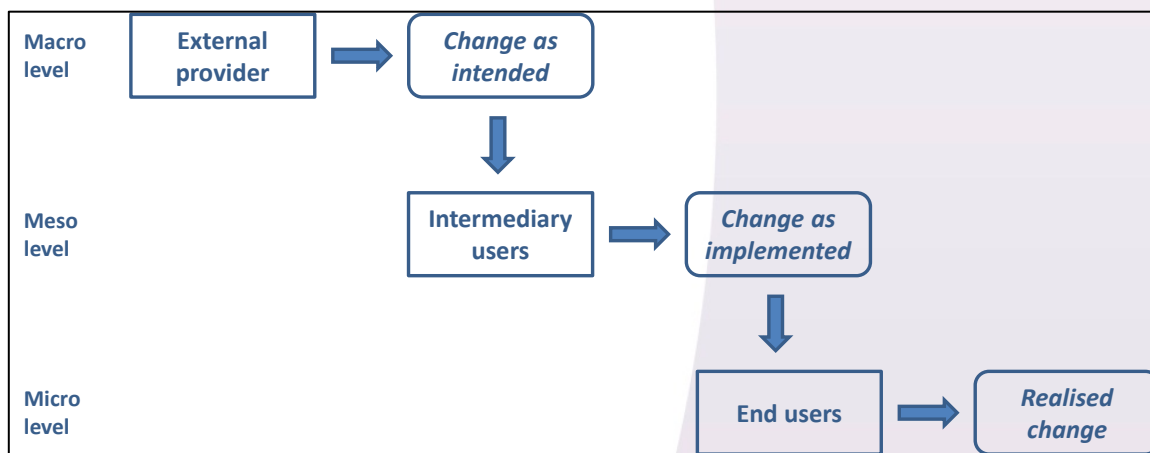 Macro
level
External
provider
Change as
intended
Meso
level
Intermediary
users
Change as
implemented
Micro
level
End users
Realised
change